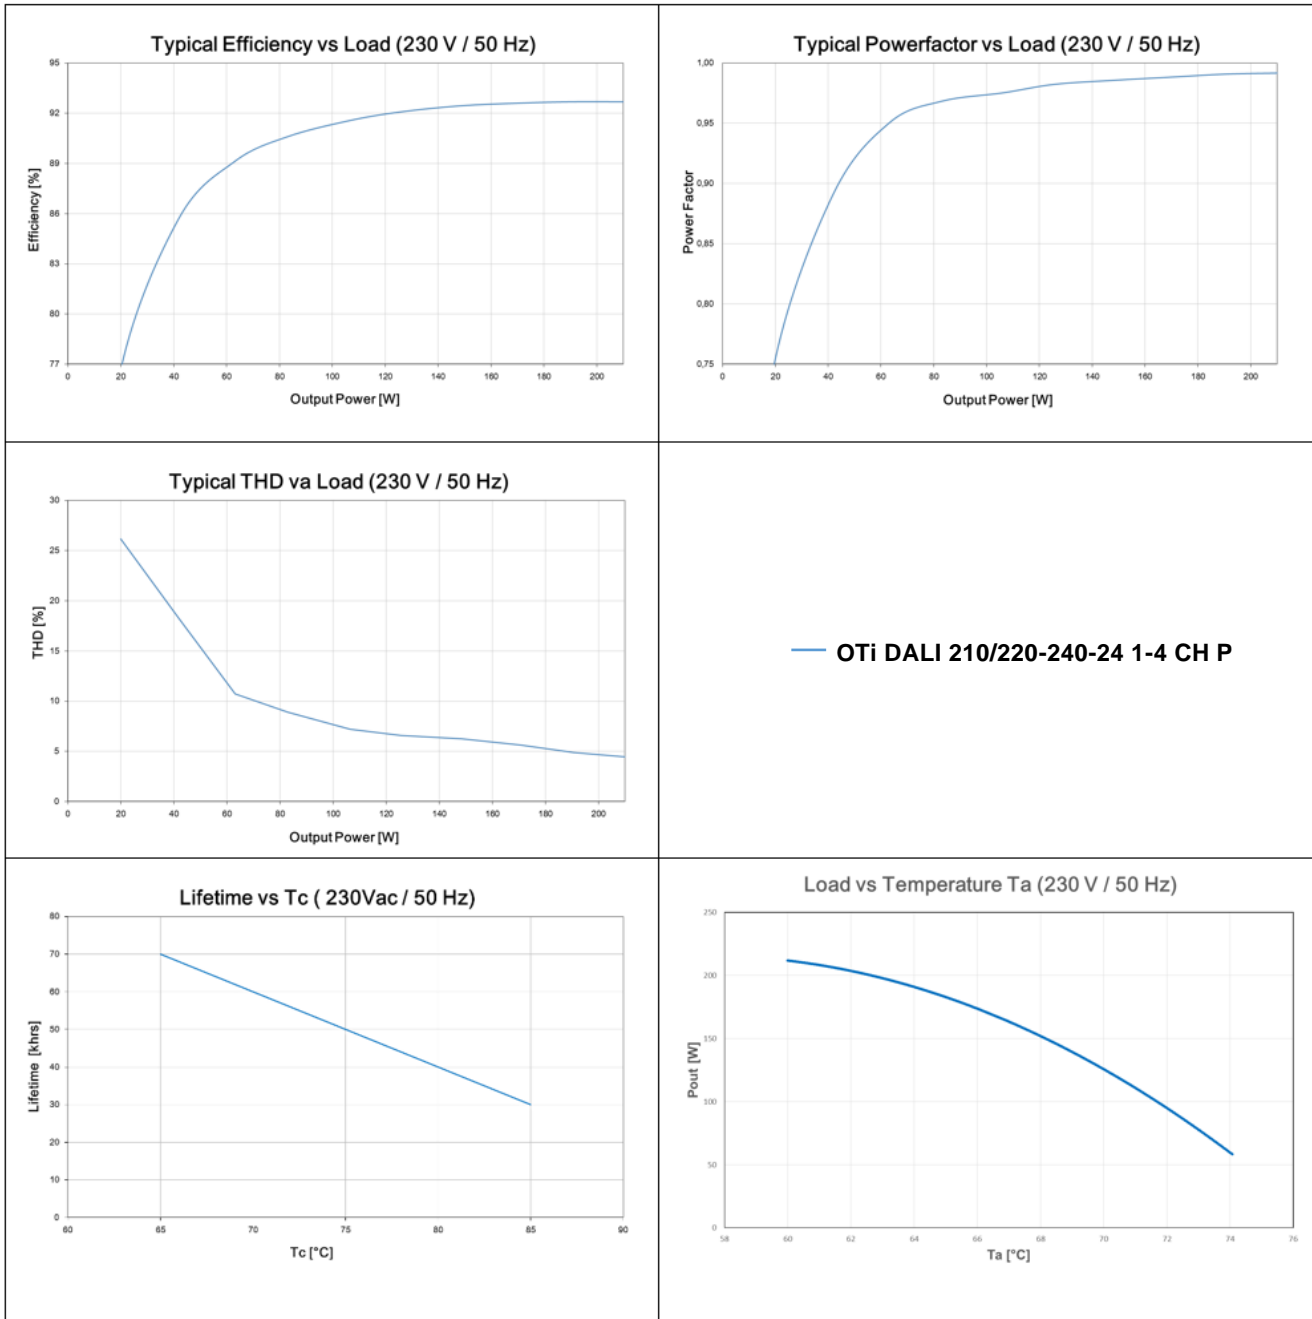 Typical Efficiency vs Load (230 V / 50 Hz)
95
92
89
86
83
80
77
Efficiency [%]
0 20 40 60 80 100 120 140 160 180 200
Output Power [W]
Typical Powerfactor vs Load (230 V / 50 Hz)
1,00
0,95
0,90
0,85
0,80
0,75
Power Factor
0 20 40 60 80 100 120 140 160 180 200
Output Power [W]
Typical THD va Load (230 V / 50 Hz)
30
25
20
15
10
5
0
THD [%]
0 20 40 60 80 100 120 140 160 180 200
Output Power [W]
OTi DALI 210/220-240-24 1-4 CH P
Lifetime vs Tc ( 230Vac / 50 Hz)
80
70
60
50
40
30
20
10
0
Lifetime [khrs]
60 65 70 75 80 85 90
Tc [°C]
Load vs Temperature Ta (230 V / 50 Hz)
250
200
150
100
50
0
Pout [W]
58 60 62 64 66 68 70 72 74 76
Ta [°C]